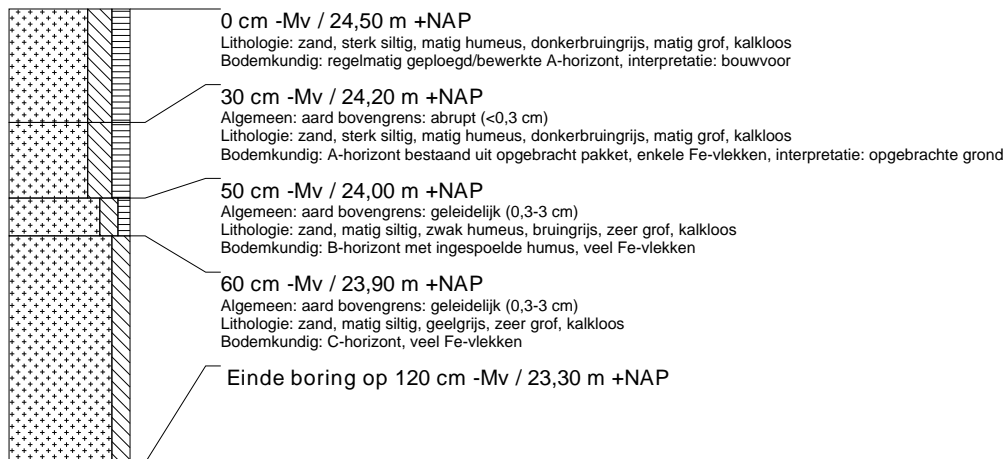 0 cm -Mv / 24,50 m +NAP
Lithologie: zand, sterk siltig, matig humeus, donkerbruingrijs, matig grof, kalkloos
Bodemkundig: regelmatig geploegd/bewerkte A-horizont, interpretatie: bouwvoor
30 cm -Mv / 24,20 m +NAP
Algemeen: aard bovengrens: abrupt (<0,3 cm)
Lithologie: zand, sterk siltig, matig humeus, donkerbruingrijs, matig grof, kalkloos
Bodemkundig: A-horizont bestaand uit opgebracht pakket, enkele Fe-vlekken, interpretatie: opgebrachte grond
50 cm -Mv / 24,00 m +NAP
Algemeen: aard bovengrens: geleidelijk (0,3-3 cm)
Lithologie: zand, matig siltig, zwak humeus, bruingrijs, zeer grof, kalkloos
Bodemkundig: B-horizont met ingespoelde humus, veel Fe-vlekken
60 cm -Mv / 23,90 m +NAP
Algemeen: aard bovengrens: geleidelijk (0,3-3 cm)
Lithologie: zand, matig siltig, geelgrijs, zeer grof, kalkloos
Bodemkundig: C-horizont, veel Fe-vlekken
Einde boring op 120 cm -Mv / 23,30 m +NAP